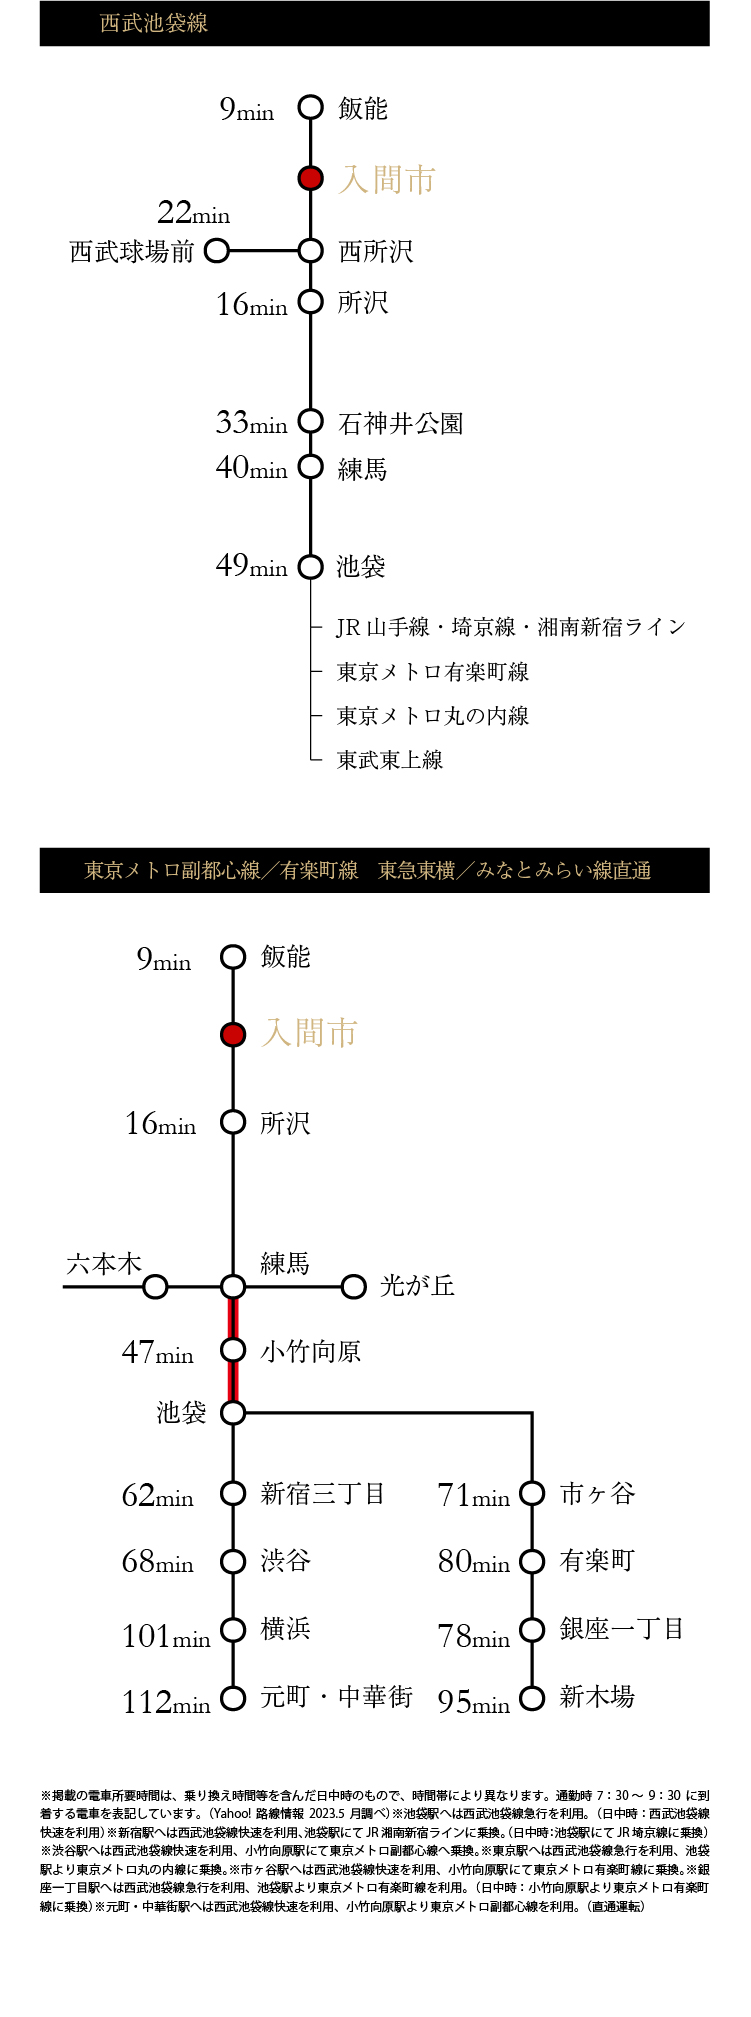 西武池袋線
9min 飯能
入間市
22min
西武球場前 西所沢
16min 所沢
33min 石神井公園
40min 練馬
49min 池袋
JR 山手線・埼京線・湘南新宿ライン
東京メトロ有楽町線
東京メトロ丸の内線
東武東上線
東京メトロ副都心線／有楽町線　東急東横／みなとみらい線直通
9min 飯能
入間市
16min 所沢
六本木 練馬 光が丘
47min 小竹向原
池袋
62min 新宿三丁目 71min 市ヶ谷
68min 渋谷 80min 有楽町
101min 横浜 78min 銀座一丁目
112min 元町・中華街 95min 新木場
※掲載の電車所要時間は、乗り換え時間等を含んだ日中時のもので、時間帯により異なります。通勤時 7：30 ～ 9：30 に到
着する電車を表記しています。（Yahoo! 路線情報 2023.5 月調べ）※池袋駅へは西武池袋線急行を利用。（日中時：西武池袋線
快速を利用）※新宿駅へは西武池袋線快速を利用、池袋駅にて JR 湘南新宿ラインに乗換。（日中時：池袋駅にて JR 埼京線に乗換）
※渋谷駅へは西武池袋線快速を利用、小竹向原駅にて東京メトロ副都心線へ乗換。※東京駅へは西武池袋線急行を利用、池袋
駅より東京メトロ丸の内線に乗換。※市ヶ谷駅へは西武池袋線快速を利用、小竹向原駅にて東京メトロ有楽町線に乗換。※銀
座一丁目駅へは西武池袋線急行を利用、池袋駅より東京メトロ有楽町線を利用。（日中時：小竹向原駅より東京メトロ有楽町
線に乗換）※元町・中華街駅へは西武池袋線快速を利用、小竹向原駅より東京メトロ副都心線を利用。（直通運転）